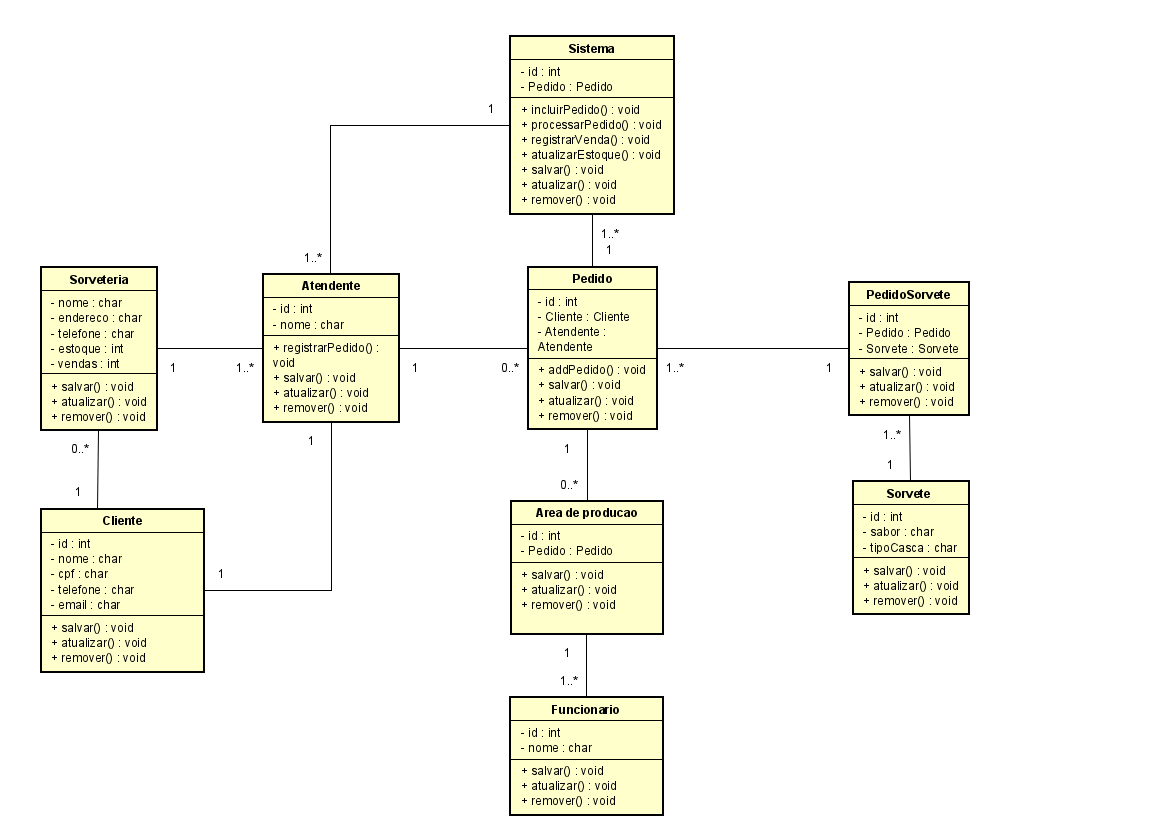 Sistema
- id : int
- Pedido : Pedido
+ incluirPedido() : void
+ processarPedido() : void
+ registrarVenda() : void
+ atualizarEstoque() : void
+ salvar() : void
+ atualizar() : void
+ remover() : void
1
1..*
1..*
1
Sorveteria
- nome : char
- endereco : char
- telefone : char
- estoque : int
- vendas : int
+ salvar() : void
+ atualizar() : void
+ remover() : void
1
1..*
Atendente
- id : int
- nome : char
+ registrarPedido() :
void
+ salvar() : void
+ atualizar() : void
+ remover() : void
1
0..*
Pedido
- id : int
- Cliente : Cliente
- Atendente :
Atendente
+ addPedido() : void
+ salvar() : void
+ atualizar() : void
+ remover() : void
1..*
1
PedidoSorvete
- id : int
- Pedido : Pedido
- Sorvete : Sorvete
+ salvar() : void
+ atualizar() : void
+ remover() : void
0..*
1
1
1
1
0..*
1..*
1
Cliente
- id : int
- nome : char
- cpf : char
- telefone : char
- email : char
+ salvar() : void
+ atualizar() : void
+ remover() : void
Area de producao
- id : int
- Pedido : Pedido
+ salvar() : void
+ atualizar() : void
+ remover() : void
Sorvete
- id : int
- sabor : char
- tipoCasca : char
+ salvar() : void
+ atualizar() : void
+ remover() : void
1
1..*
Funcionario
- id : int
- nome : char
+ salvar() : void
+ atualizar() : void
+ remover() : void